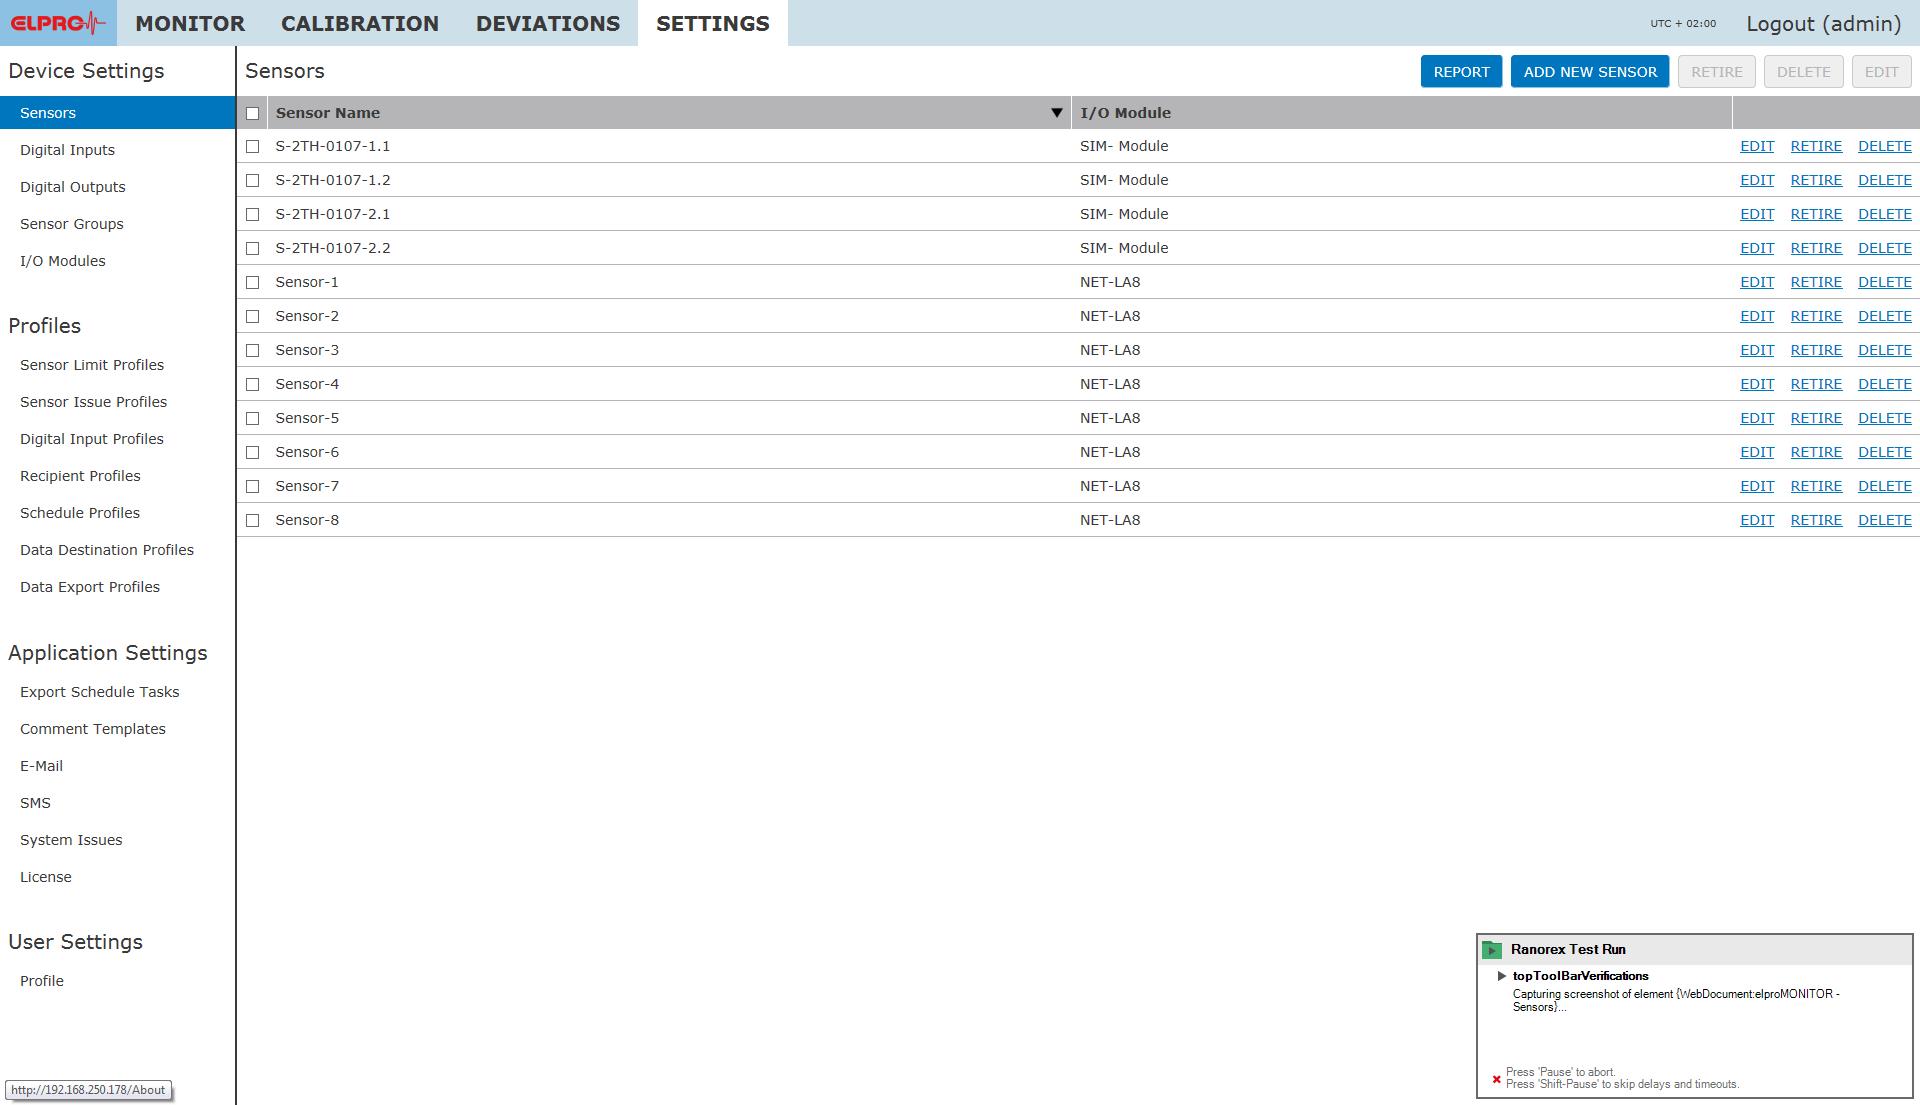 ELPRO MONITOR CALIBRATION DEVIATIONS SETTINGS UTC + 02:00 Logout (admin)
Device Settings
Sensors
Digital Inputs
Digital Outputs
Sensor Groups
I/O Modules
Profiles
Sensor Limit Profiles
Sensor Issue Profiles
Digital Input Profiles
Recipient Profiles
Schedule Profiles
Data Destination Profiles
Data Export Profiles
Application Settings
Export Schedule Tasks
Comment Templates
E-Mail
SMS
System Issues
License
User Settings
Profile
http://192.168.250.178/About
Sensors REPORT ADD NEW SENSOR RETIRE DELETE EDIT
Sensor Name ▼ I/O Module
S-2TH-0107-1.1 SIM- Module EDIT RETIRE DELETE
S-2TH-0107-1.2 SIM- Module EDIT RETIRE DELETE
S-2TH-0107-2.1 SIM- Module EDIT RETIRE DELETE
S-2TH-0107-2.2 SIM- Module EDIT RETIRE DELETE
Sensor-1 NET-LA8 EDIT RETIRE DELETE
Sensor-2 NET-LA8 EDIT RETIRE DELETE
Sensor-3 NET-LA8 EDIT RETIRE DELETE
Sensor-4 NET-LA8 EDIT RETIRE DELETE
Sensor-5 NET-LA8 EDIT RETIRE DELETE
Sensor-6 NET-LA8 EDIT RETIRE DELETE
Sensor-7 NET-LA8 EDIT RETIRE DELETE
Sensor-8 NET-LA8 EDIT RETIRE DELETE
Ranorex Test Run
topToolBarVerifications
Capturing screenshot of element {WebDocument:elproMONITOR -
Sensors}...
Press 'Pause' to abort.
Press 'Shift-Pause' to skip delays and timeouts.